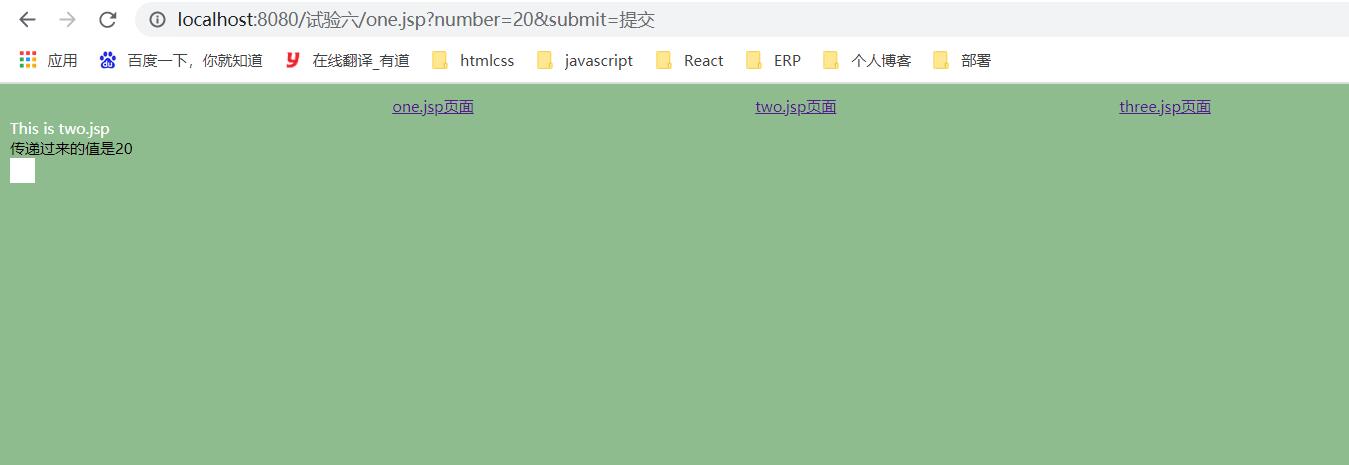 localhost:8080/试验六/one.jsp?number=20&submit=提交
应用 百度一下，你就知道 在线翻译_有道 htmlcss javascript React ERP 个人博客 部署
one.jsp页面 two.jsp页面 three.jsp页面
This is two.jsp
传递过来的值是20